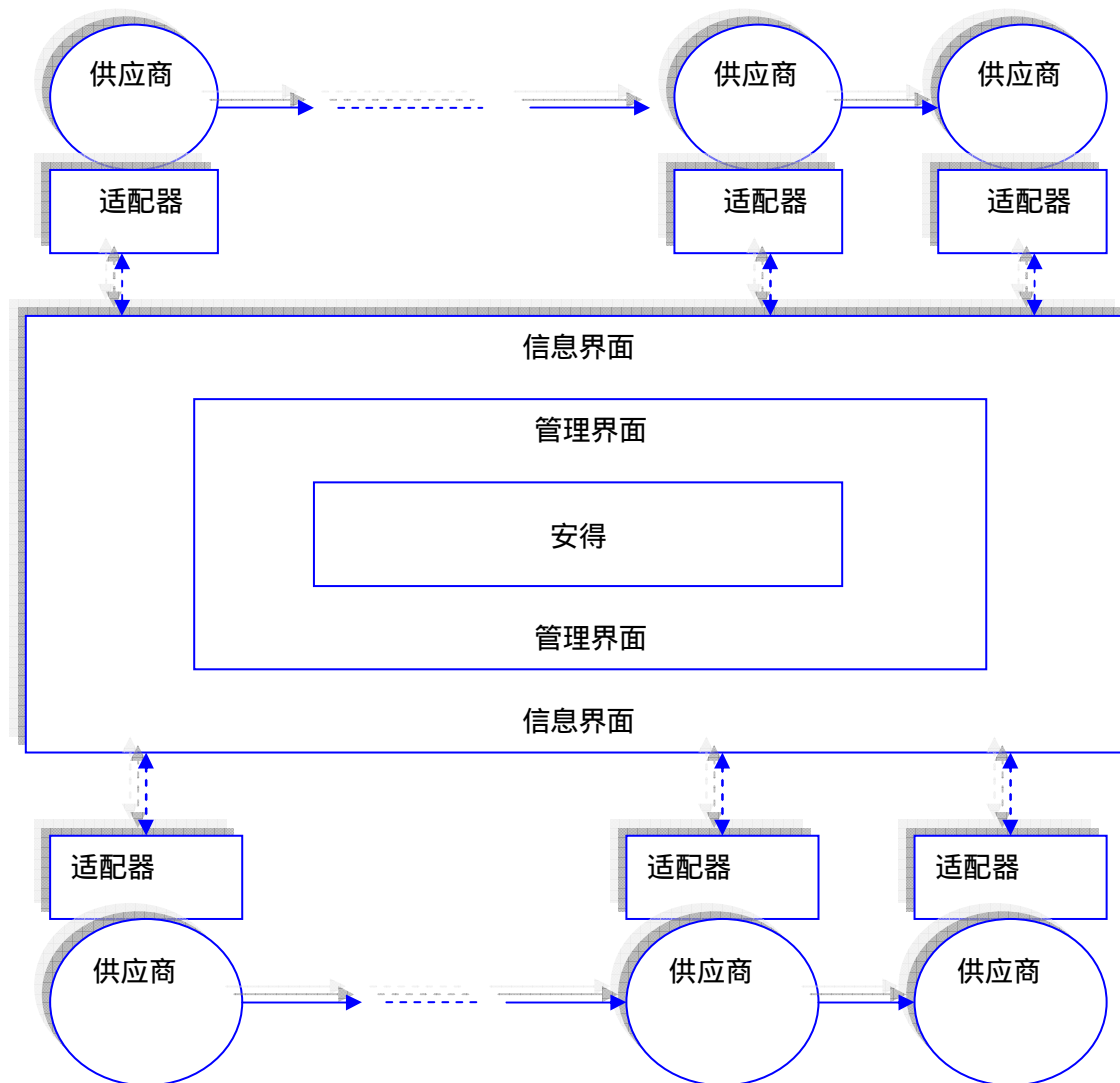 供应商
供应商
供应商
适配器
适配器
适配器
信息界面
管理界面
安得
管理界面
信息界面
适配器
适配器
适配器
供应商
供应商
供应商